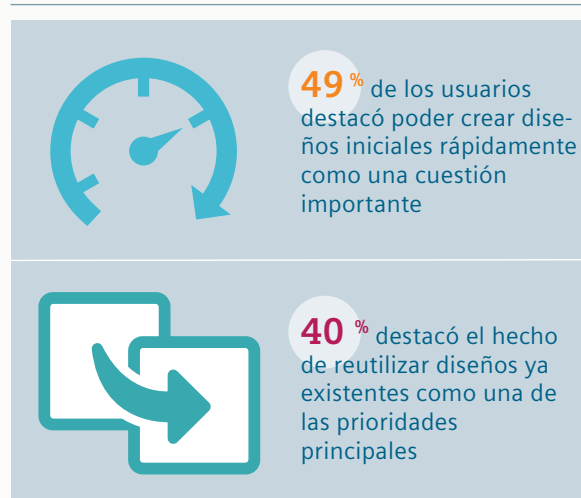 49 % de los usuarios
destacó poder crear dise-
ños iniciales rápidamente
como una cuestión
importante
40 % destacó el hecho
de reutilizar diseños ya
existentes como una de
las prioridades
principales